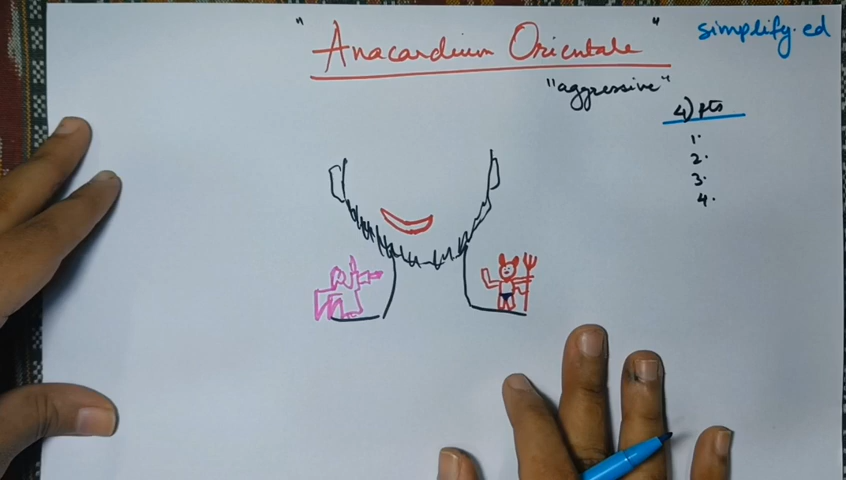 " Anacardium Orientale "
simplify.ed
"aggressive"
4) pts
1.
2.
3.
4.